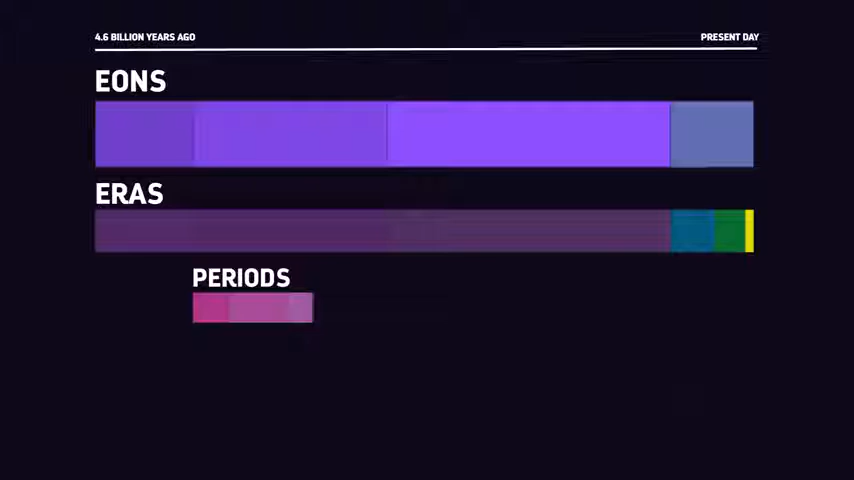 4.6 BILLION YEARS AGO
PRESENT DAY
EONS
ERAS
PERIODS